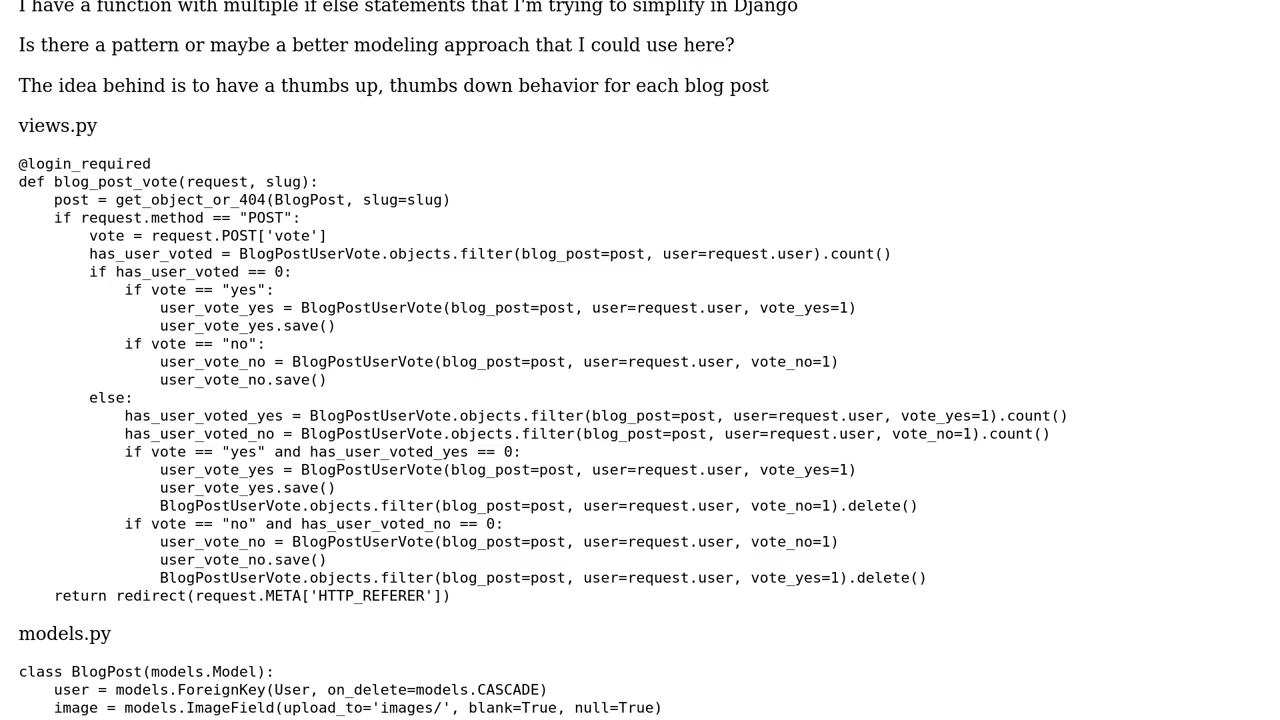 I have a function with multiple if else statements that I'm trying to simplify in Django
Is there a pattern or maybe a better modeling approach that I could use here?
The idea behind is to have a thumbs up, thumbs down behavior for each blog post
views.py
@login_required
def blog_post_vote(request, slug):
    post = get_object_or_404(BlogPost, slug=slug)
    if request.method == "POST":
        vote = request.POST['vote']
        has_user_voted = BlogPostUserVote.objects.filter(blog_post=post, user=request.user).count()
        if has_user_voted == 0:
            if vote == "yes":
                user_vote_yes = BlogPostUserVote(blog_post=post, user=request.user, vote_yes=1)
                user_vote_yes.save()
            if vote == "no":
                user_vote_no = BlogPostUserVote(blog_post=post, user=request.user, vote_no=1)
                user_vote_no.save()
        else:
            has_user_voted_yes = BlogPostUserVote.objects.filter(blog_post=post, user=request.user, vote_yes=1).count()
            has_user_voted_no = BlogPostUserVote.objects.filter(blog_post=post, user=request.user, vote_no=1).count()
            if vote == "yes" and has_user_voted_yes == 0:
                user_vote_yes = BlogPostUserVote(blog_post=post, user=request.user, vote_yes=1)
                user_vote_yes.save()
                BlogPostUserVote.objects.filter(blog_post=post, user=request.user, vote_no=1).delete()
            if vote == "no" and has_user_voted_no == 0:
                user_vote_no = BlogPostUserVote(blog_post=post, user=request.user, vote_no=1)
                user_vote_no.save()
                BlogPostUserVote.objects.filter(blog_post=post, user=request.user, vote_yes=1).delete()
    return redirect(request.META['HTTP_REFERER'])
models.py
class BlogPost(models.Model):
    user = models.ForeignKey(User, on_delete=models.CASCADE)
    image = models.ImageField(upload_to='images/', blank=True, null=True)